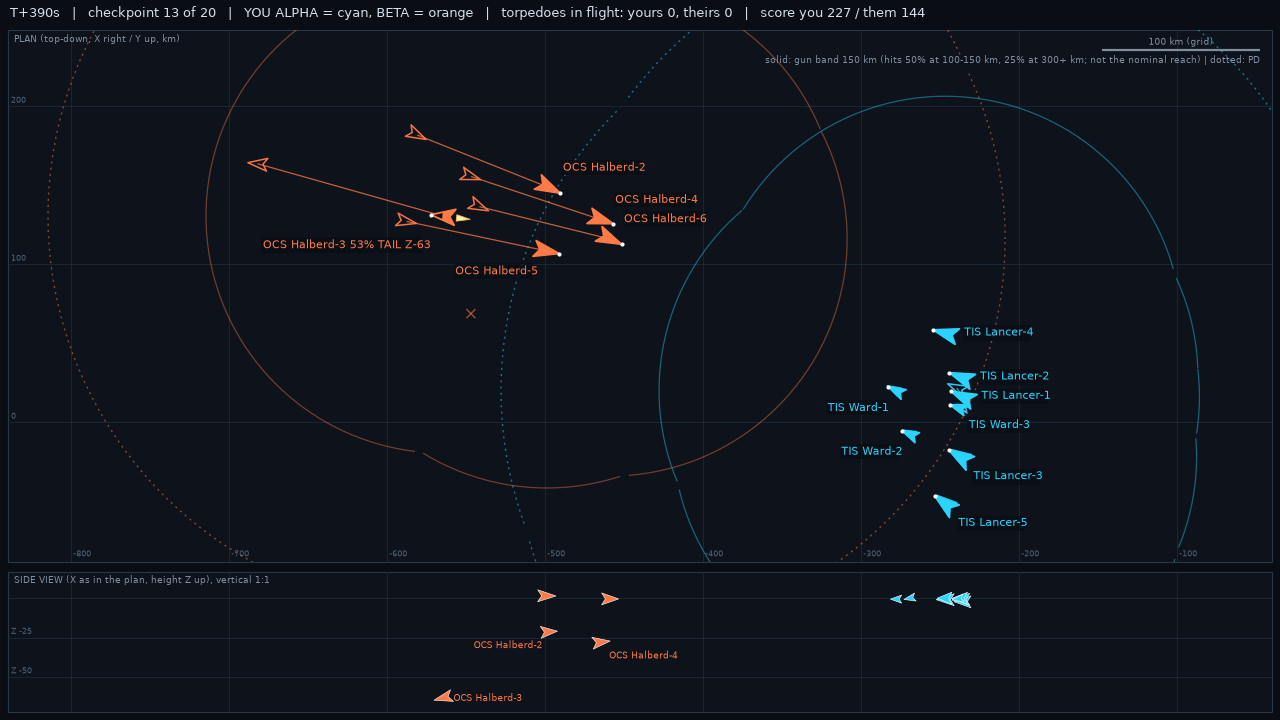 T+390s | checkpoint 13 of 20 | YOU ALPHA = cyan, BETA = orange | torpedoes in flight: yours 0, theirs 0 | score you 227 / them 144
PLAN (top-down; X right / Y up, km)
100 km (grid)
solid: gun band 150 km (hits 50% at 100-150 km, 25% at 300+ km; not the nominal reach) | dotted: PD
200
100
0
OCS Halberd-2
OCS Halberd-4
OCS Halberd-6
OCS Halberd-3 53% TAIL Z-63
OCS Halberd-5
TIS Lancer-4
TIS Lancer-2
TIS Lancer-1
TIS Ward-1
TIS Ward-3
TIS Ward-2
TIS Lancer-3
TIS Lancer-5
-800
-700
-600
-500
-400
-300
-200
-100
SIDE VIEW (X as in the plan, height Z up), vertical 1:1
Z -25
Z -50
OCS Halberd-2
OCS Halberd-4
OCS Halberd-3